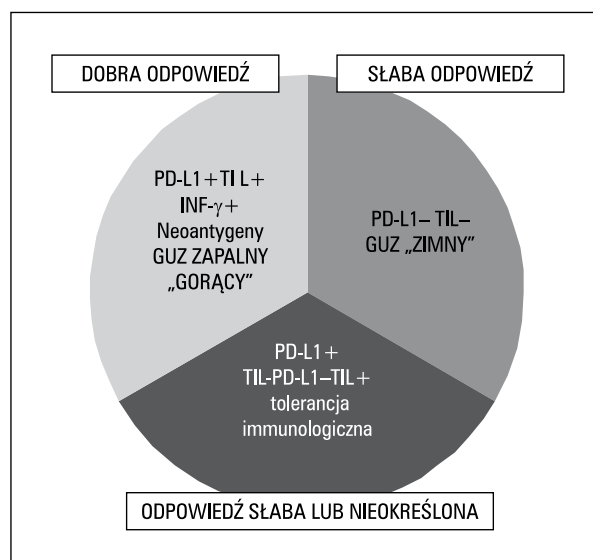 DOBRA ODPOWIEDŹ
SŁABA ODPOWIEDŹ
PD-L1+TI L+
INF-γ+
Neoantygeny
GUZ ZAPALNY
„GORĄCY”
PD-L1– TIL–
GUZ „ZIMNY”
PD-L1+
TIL-PD-L1–TIL+
tolerancja
immunologiczna
ODPOWIEDŹ SŁABA LUB NIEOKREŚLONA